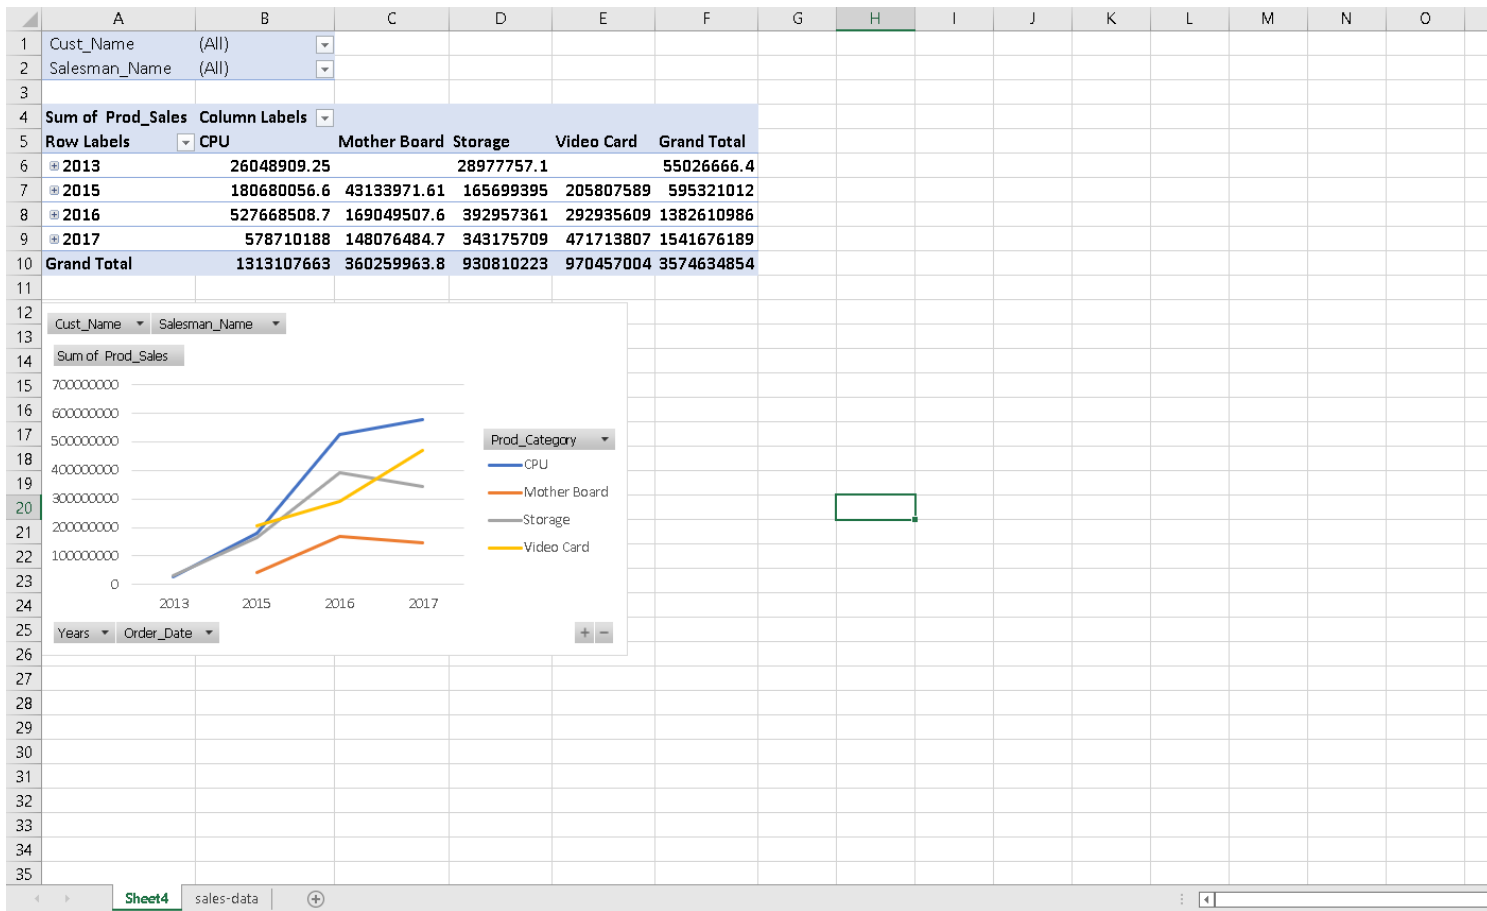 A B C D E F G H I J K L M N O
1 Cust_Name (All)
2 Salesman_Name (All)
3
4 Sum of Prod_Sales Column Labels
5 Row Labels CPU Mother Board Storage Video Card Grand Total
6 2013 26048909.25 28977757.1 55026666.4
7 2015 180680056.6 43133971.61 165699395 205807589 595321012
8 2016 527668508.7 169049507.6 392957361 292935609 1382610986
9 2017 578710188 148076484.7 343175709 471713807 1541676189
10 Grand Total 1313107663 360259963.8 930810223 970457004 3574634854
11
12
13
14
15
16
17
18
19
20
21
22
23
24
25
26
27
28
29
30
31
32
33
34
35
Cust_Name Salesman_Name
Sum of Prod_Sales
700000000
600000000
500000000
400000000
300000000
200000000
100000000
0
2013 2015 2016 2017
Prod_Category
CPU
Mother Board
Storage
Video Card
Years Order_Date + −
Sheet4 sales-data